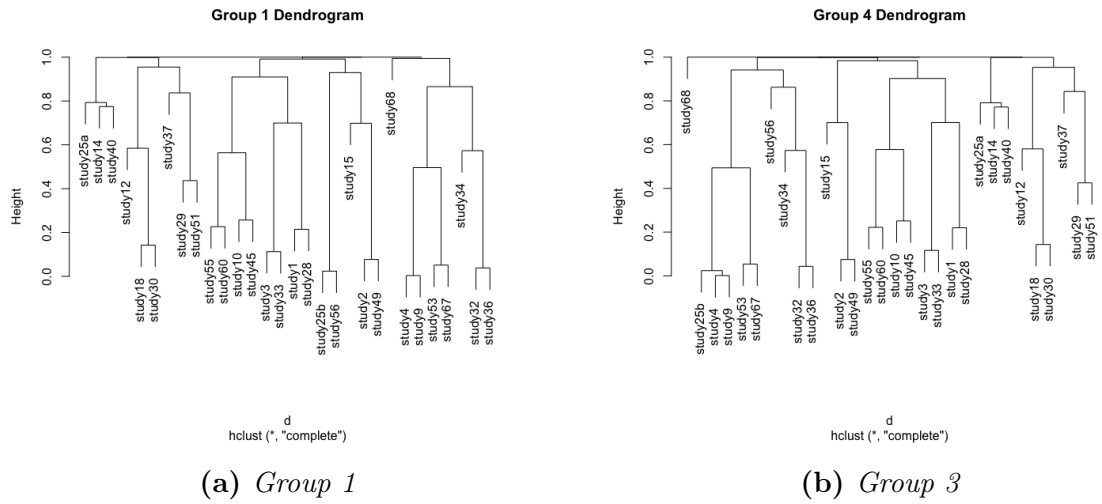 Group 1 Dendrogram
Height
0.0
0.2
0.4
0.6
0.8
1.0
study25a
study14
study40
study12
study18
study30
study37
study29
study51
study55
study60
study10
study45
study3
study33
study1
study28
study25b
study56
study15
study2
study49
study68
study4
study9
study53
study67
study34
study32
study36
d
hclust (*, "complete")
(a) Group 1
Group 4 Dendrogram
Height
0.0
0.2
0.4
0.6
0.8
1.0
study68
study25b
study4
study9
study53
study67
study56
study34
study32
study36
study15
study2
study49
study55
study60
study10
study45
study3
study33
study1
study28
study25a
study14
study40
study12
study18
study30
study37
study29
study51
d
hclust (*, "complete")
(b) Group 3